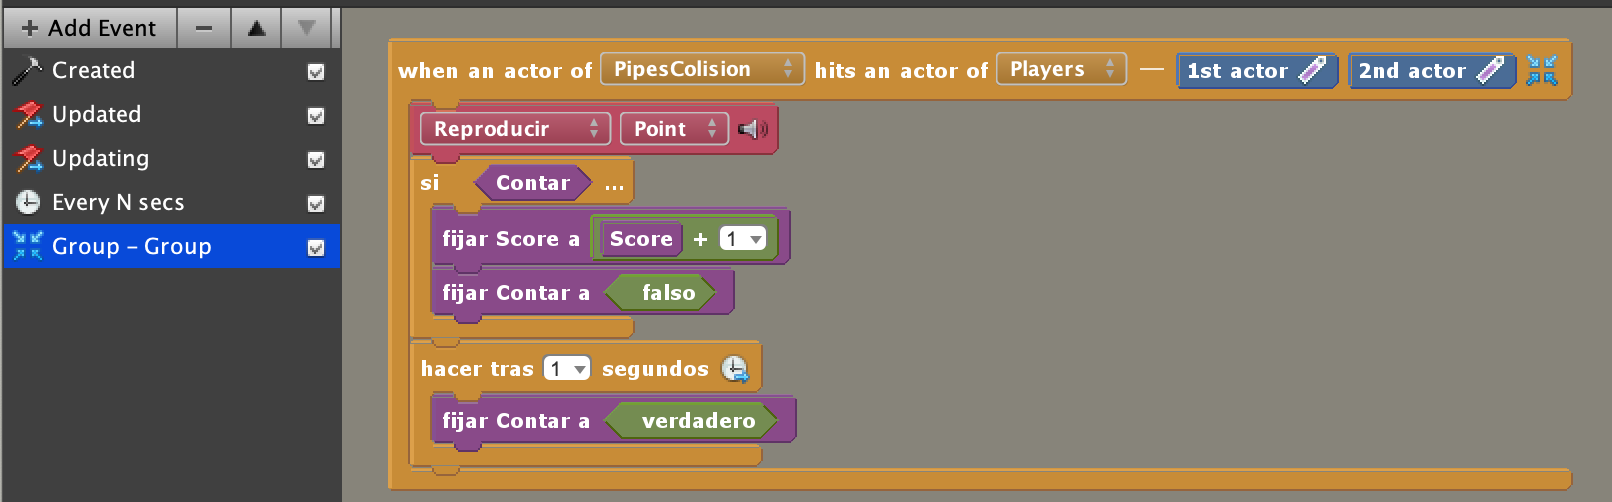 + Add Event −
Created
Updated
Updating
Every N secs
Group - Group
when an actor of PipesColision hits an actor of Players — 1st actor 2nd actor
Reproducir Point
si Contar ...
fijar Score a Score + 1
fijar Contar a falso
hacer tras 1 segundos
fijar Contar a verdadero